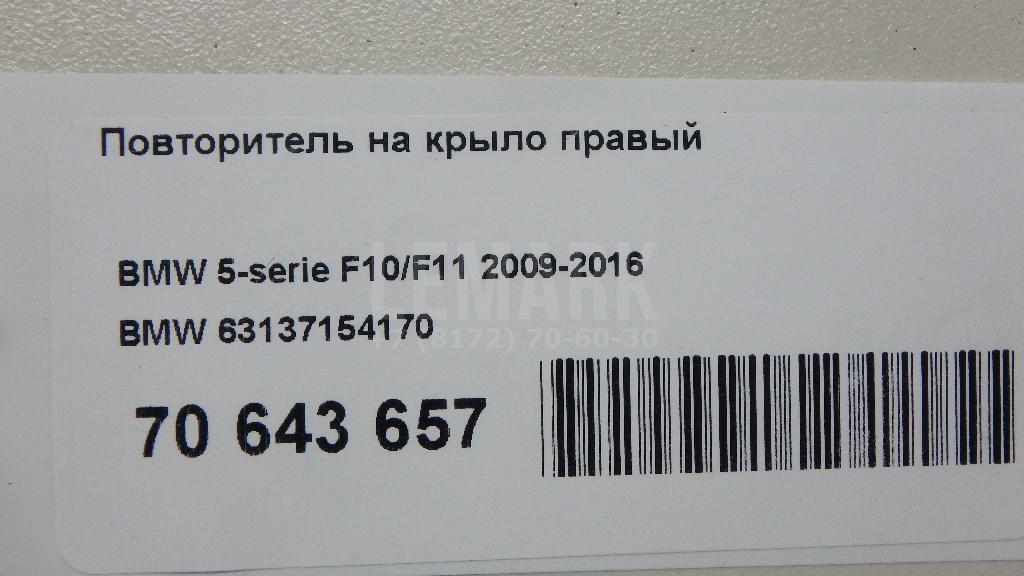 Повторитель на крыло правый
BMW 5-serie F10/F11 2009-2016
LEMARK
BMW 63137154170
(8172) 70-60-30
70 643 657